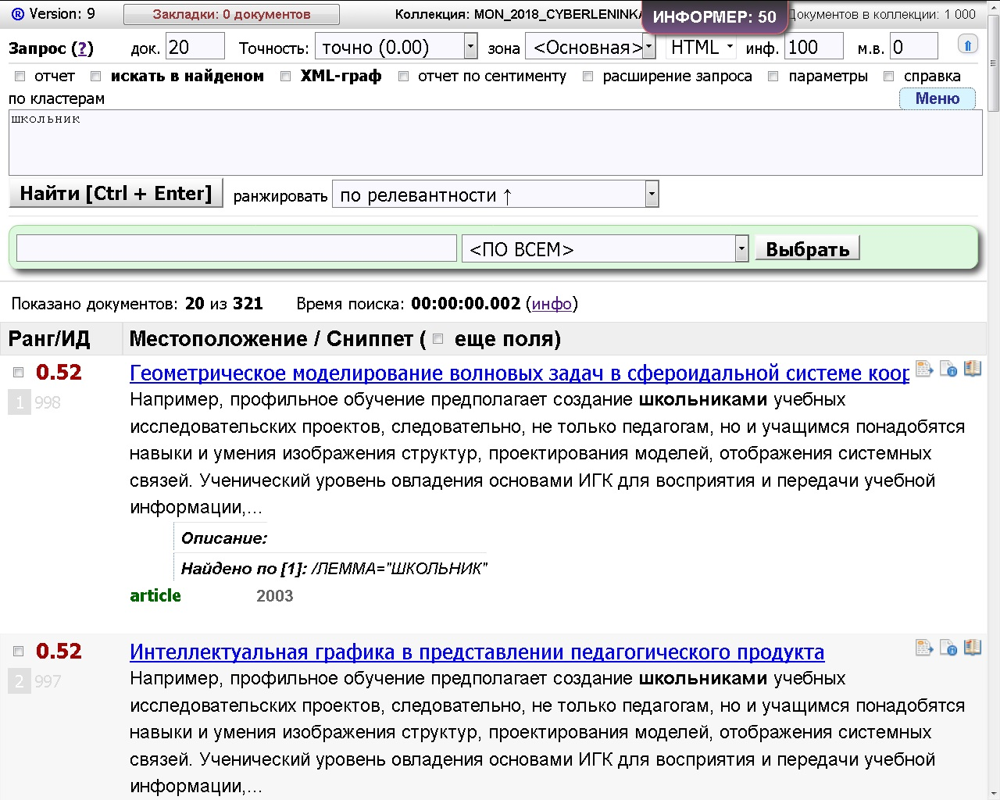 ® Version: 9 Закладки: 0 документов Коллекция: MON_2018_CYBERLENINKA ИНФОРМЕР: 50 Документов в коллекции: 1 000
Запрос (?) док. 20 Точность: точно (0.00) зона <Основная> HTML инф. 100 м.в. 0
отчет искать в найденом XML-граф отчет по сентименту расширение запроса параметры справка
по кластерам Меню
школьник
Найти [Ctrl + Enter] ранжировать по релевантности ↑
<ПО ВСЕМ> Выбрать
Показано документов: 20 из 321 Время поиска: 00:00:00.002 (инфо)
Ранг/ИД Местоположение / Сниппет ( еще поля)
0.52 Геометрическое моделирование волновых задач в сфероидальной системе коор
1 998 Например, профильное обучение предполагает создание школьниками учебных
исследовательских проектов, следовательно, не только педагогам, но и учащимся понадобятся
навыки и умения изображения структур, проектирования моделей, отображения системных
связей. Ученический уровень овладения основами ИГК для восприятия и передачи учебной
информации,...
Описание:
Найдено по [1]: /ЛЕММА="ШКОЛЬНИК"
article 2003
0.52 Интеллектуальная графика в представлении педагогического продукта
2 997 Например, профильное обучение предполагает создание школьниками учебных
исследовательских проектов, следовательно, не только педагогам, но и учащимся понадобятся
навыки и умения изображения структур, проектирования моделей, отображения системных
связей. Ученический уровень овладения основами ИГК для восприятия и передачи учебной
информации,...